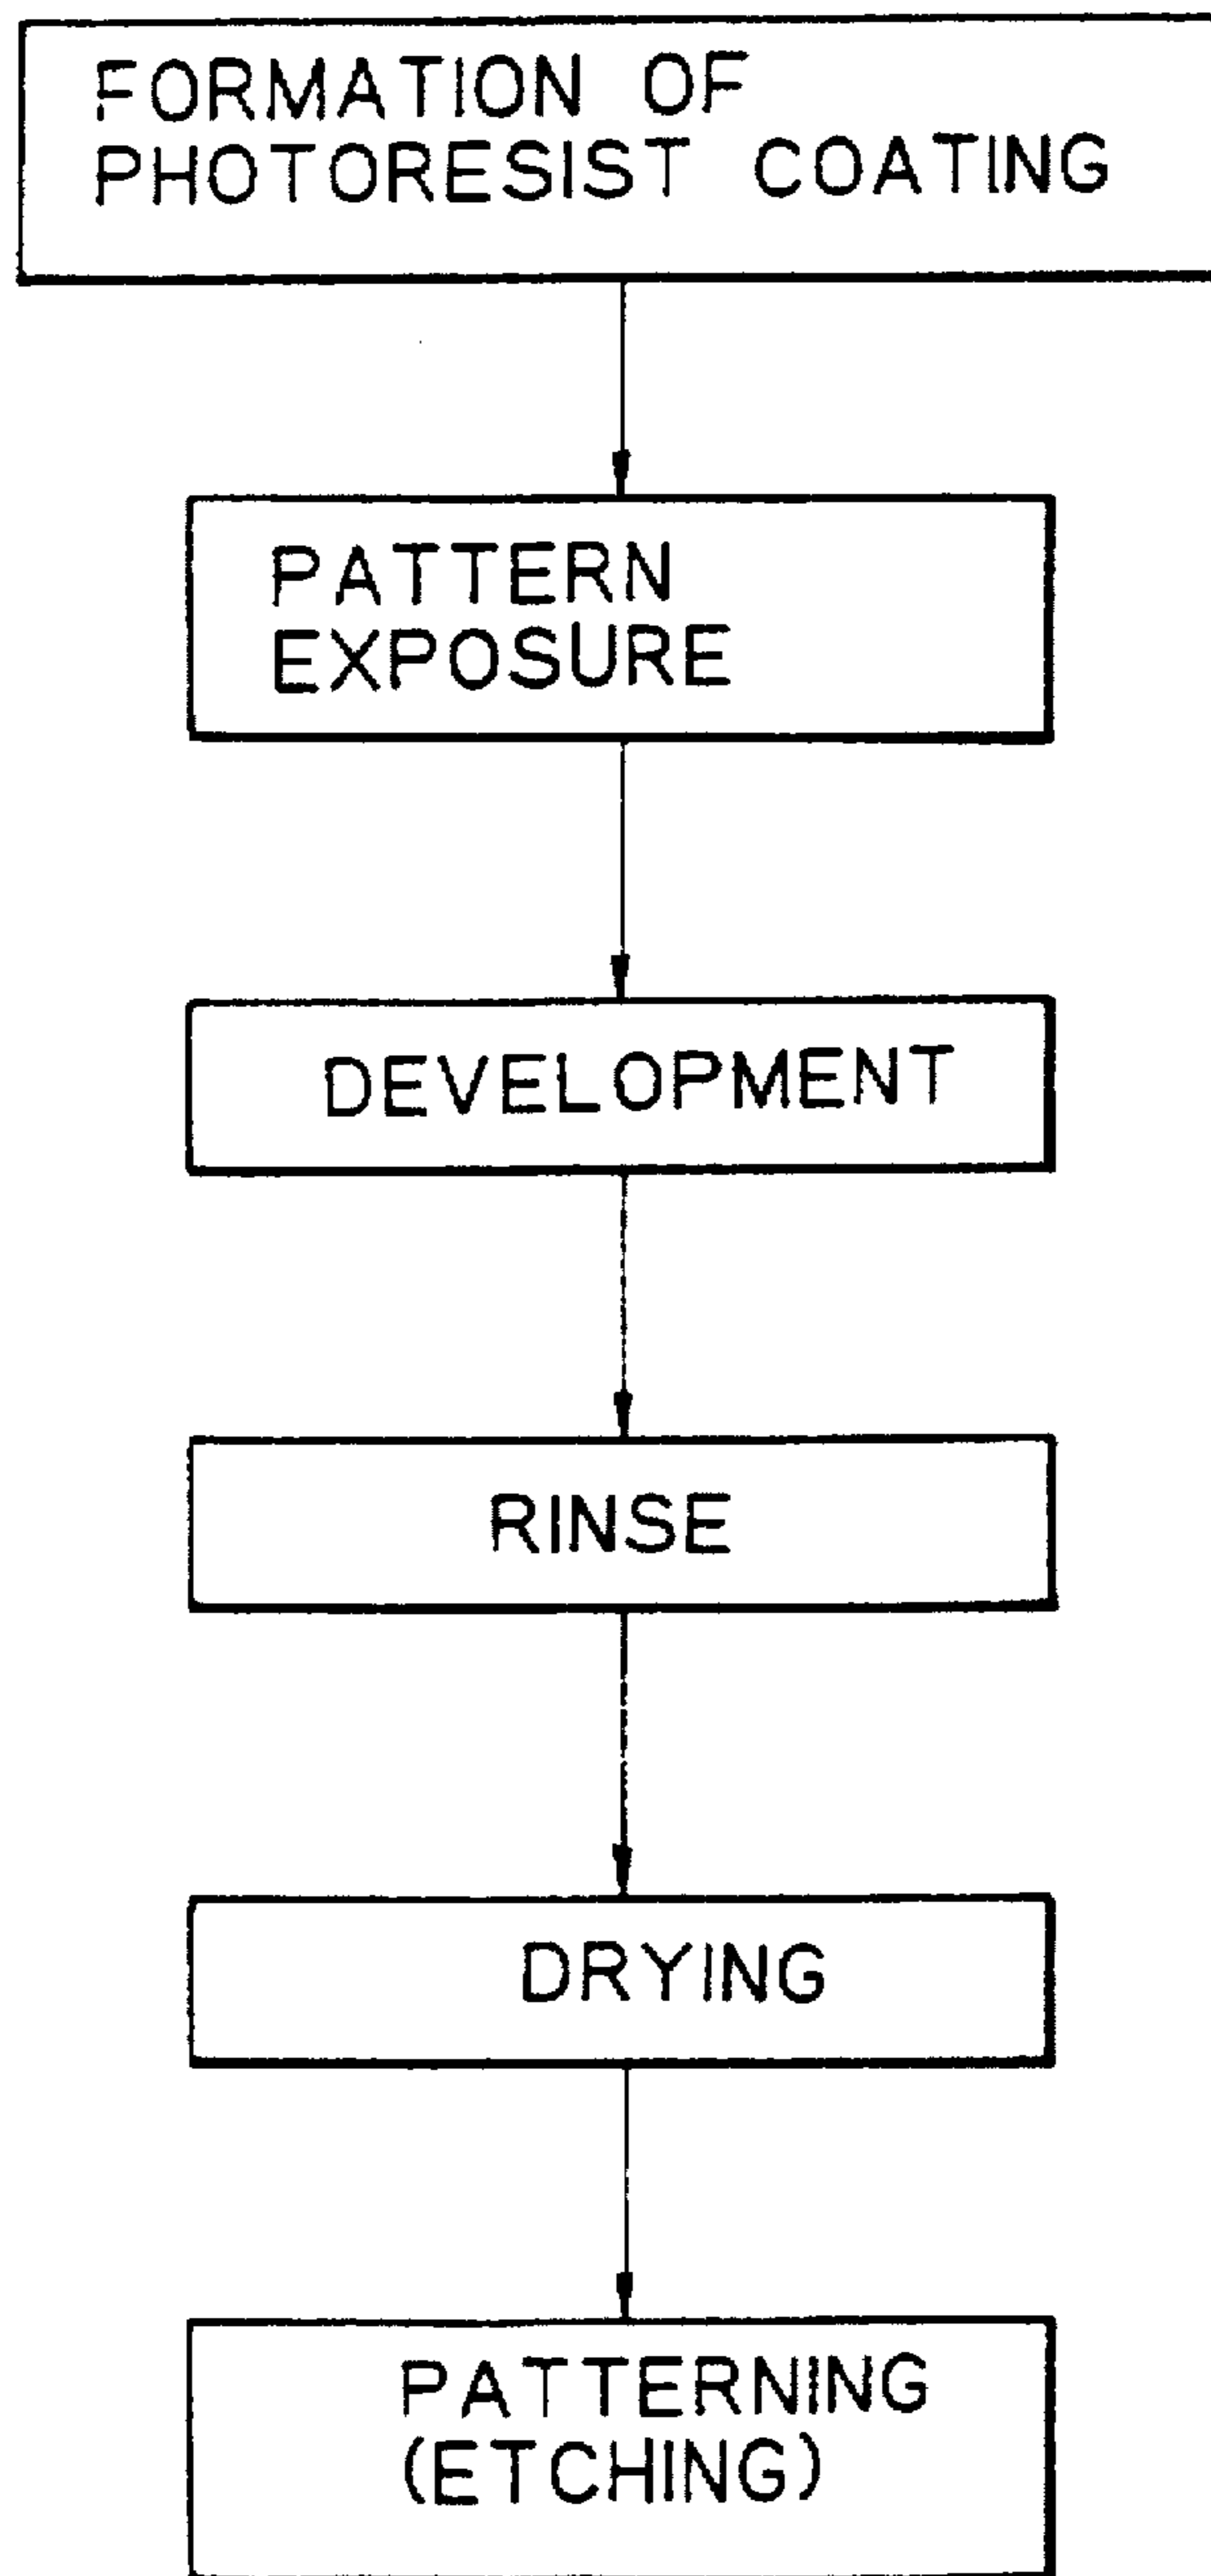 FORMATION OF
PHOTORESIST COATING
PATTERN
EXPOSURE
DEVELOPMENT
RINSE
DRYING
PATTERNING
(ETCHING)